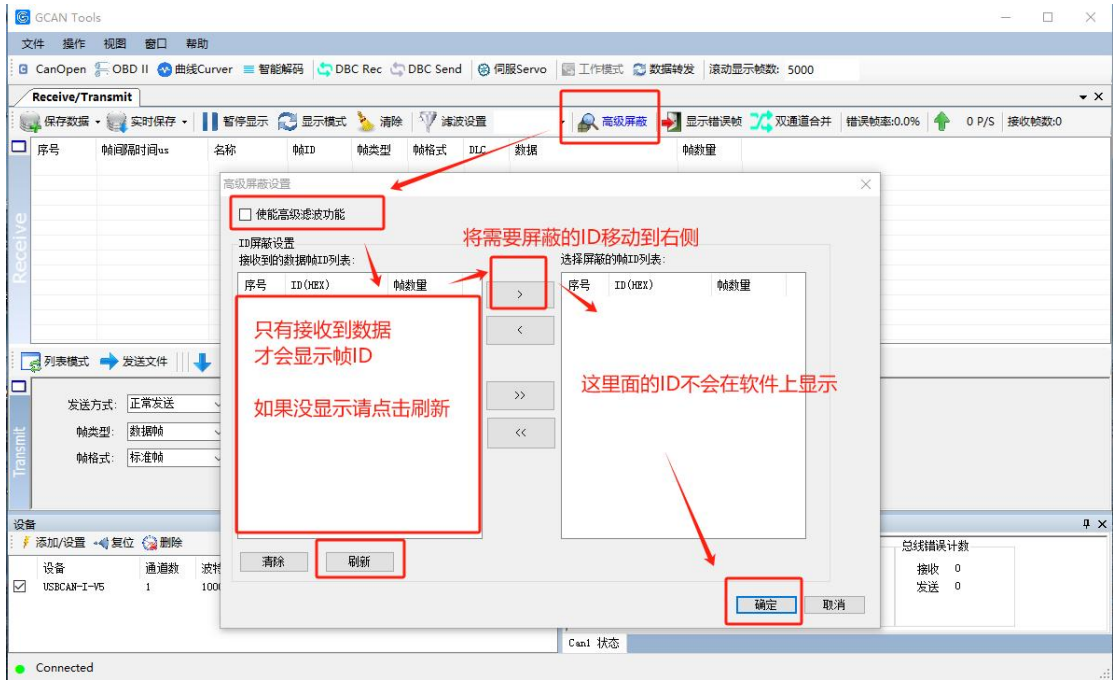 GCAN Tools
文件 操作 视图 窗口 帮助
CanOpen OBD II 曲线Curver 智能解码 DBC Rec DBC Send 伺服Servo 工作模式 数据转发 滚动显示帧数: 5000
Receive/Transmit
保存数据 实时保存 暂停显示 显示模式 清除 滤波设置 高级屏蔽 显示错误帧 双通道合并 错误帧率:0.0% 0 P/S 接收帧数:0
序号 帧间隔时间us 名称 帧ID 帧类型 帧格式 DLC 数据 帧数量
Receive
高级屏蔽设置
使能高级滤波功能
将需要屏蔽的ID移动到右侧
ID屏蔽设置
接收到的数据帧ID列表:
选择屏蔽的帧ID列表:
序号 ID(HEX) 帧数量
>
序号 ID(HEX) 帧数量
只有接收到数据
才会显示帧ID
<
如果没显示请点击刷新
这里面的ID不会在软件上显示
>>
<<
清除 刷新
确定 取消
列表模式 发送文件
Transmit
发送方式: 正常发送
帧类型: 数据帧
帧格式: 标准帧
设备
添加/设置 复位 删除
设备 通道数
USBCAN-I-V5 1
总线错误计数
接收 0
发送 0
Can1 状态
Connected